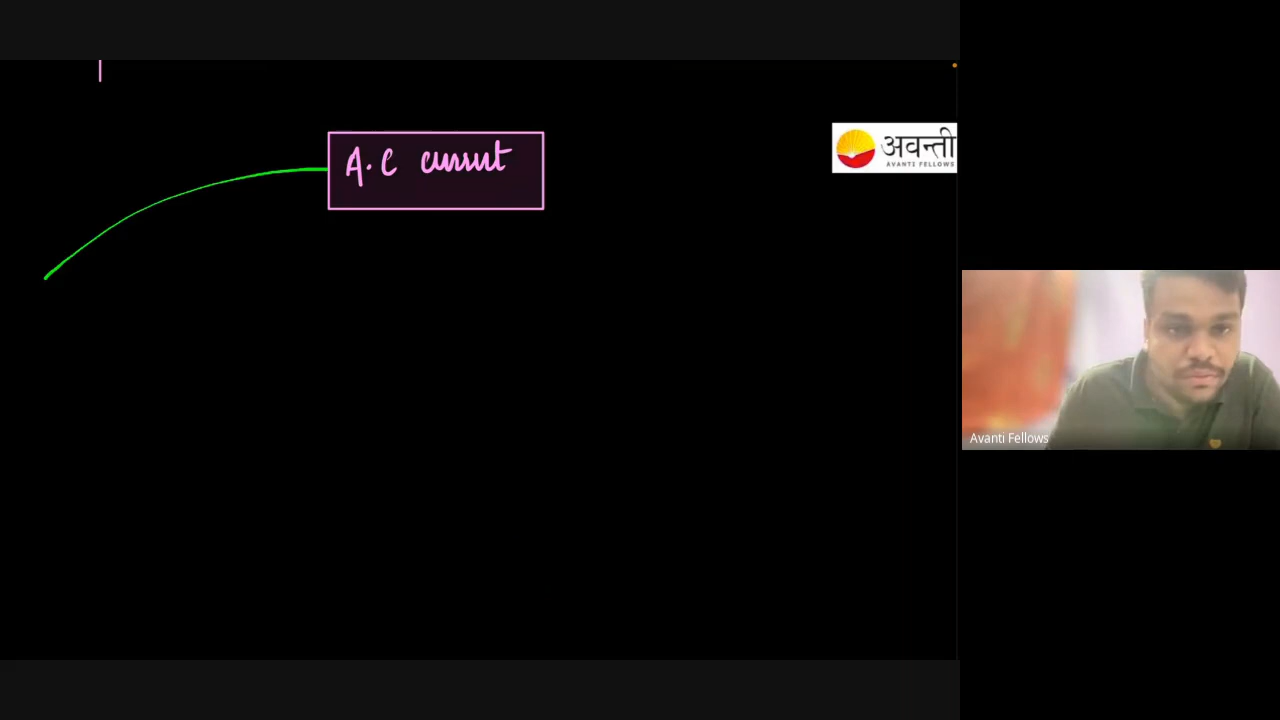 A.C current
अवन्ती
AVANTI FELLOWS
Avanti Fellows